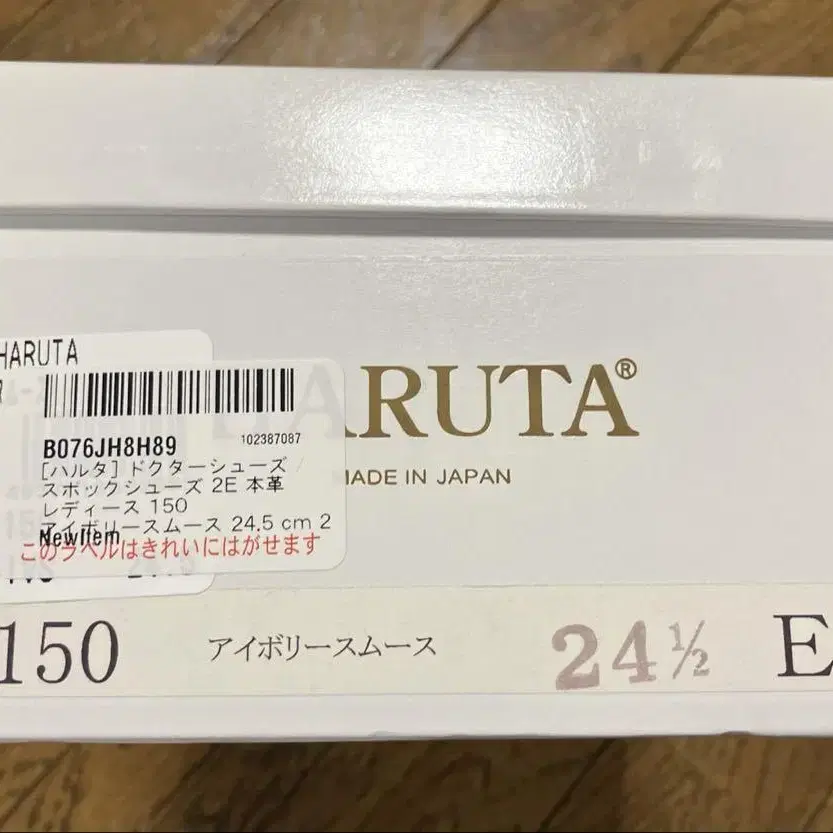 HARUTA
HARUTA®
MADE IN JAPAN
B076JH8H89
102387087
[ハルタ] ドクターシューズ /
スポックシューズ 2E 本革
レディース 150
アイボリースムース 24.5 cm 2
NewItem
このラベルはきれいにはがせます
150 アイボリースムース 24½ E